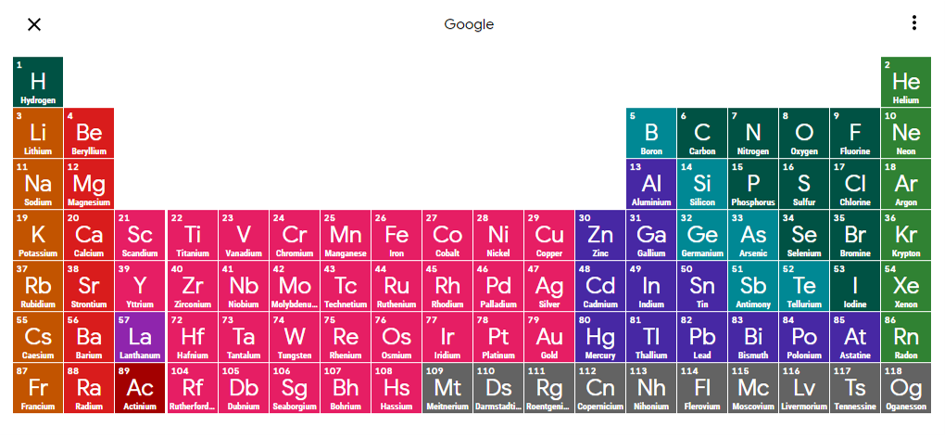 Google
1 2
H He
Hydrogen Helium
3 4 5 6 7 8 9 10
Li Be B C N O F Ne
Lithium Beryllium Boron Carbon Nitrogen Oxygen Fluorine Neon
11 12 13 14 15 16 17 18
Na Mg Al Si P S Cl Ar
Sodium Magnesium Aluminium Silicon Phosphorus Sulfur Chlorine Argon
19 20 21 22 23 24 25 26 27 28 29 30 31 32 33 34 35 36
K Ca Sc Ti V Cr Mn Fe Co Ni Cu Zn Ga Ge As Se Br Kr
Potassium Calcium Scandium Titanium Vanadium Chromium Manganese Iron Cobalt Nickel Copper Zinc Gallium Germanium Arsenic Selenium Bromine Krypton
37 38 39 40 41 42 43 44 45 46 47 48 49 50 51 52 53 54
Rb Sr Y Zr Nb Mo Tc Ru Rh Pd Ag Cd In Sn Sb Te I Xe
Rubidium Strontium Yttrium Zirconium Niobium Molybdenu... Technetium Ruthenium Rhodium Palladium Silver Cadmium Indium Tin Antimony Tellurium Iodine Xenon
55 56 57 72 73 74 75 76 77 78 79 80 81 82 83 84 85 86
Cs Ba La Hf Ta W Re Os Ir Pt Au Hg Tl Pb Bi Po At Rn
Caesium Barium Lanthanum Hafnium Tantalum Tungsten Rhenium Osmium Iridium Platinum Gold Mercury Thallium Lead Bismuth Polonium Astatine Radon
87 88 89 104 105 106 107 108 109 110 111 112 113 114 115 116 117 118
Fr Ra Ac Rf Db Sg Bh Hs Mt Ds Rg Cn Nh Fl Mc Lv Ts Og
Francium Radium Actinium Rutherford... Dubnium Seaborgium Bohrium Hassium Meitnerium Darmstadti... Roentgeni... Copernicium Nihonium Flerovium Moscovium Livermorium Tennessine Oganesson